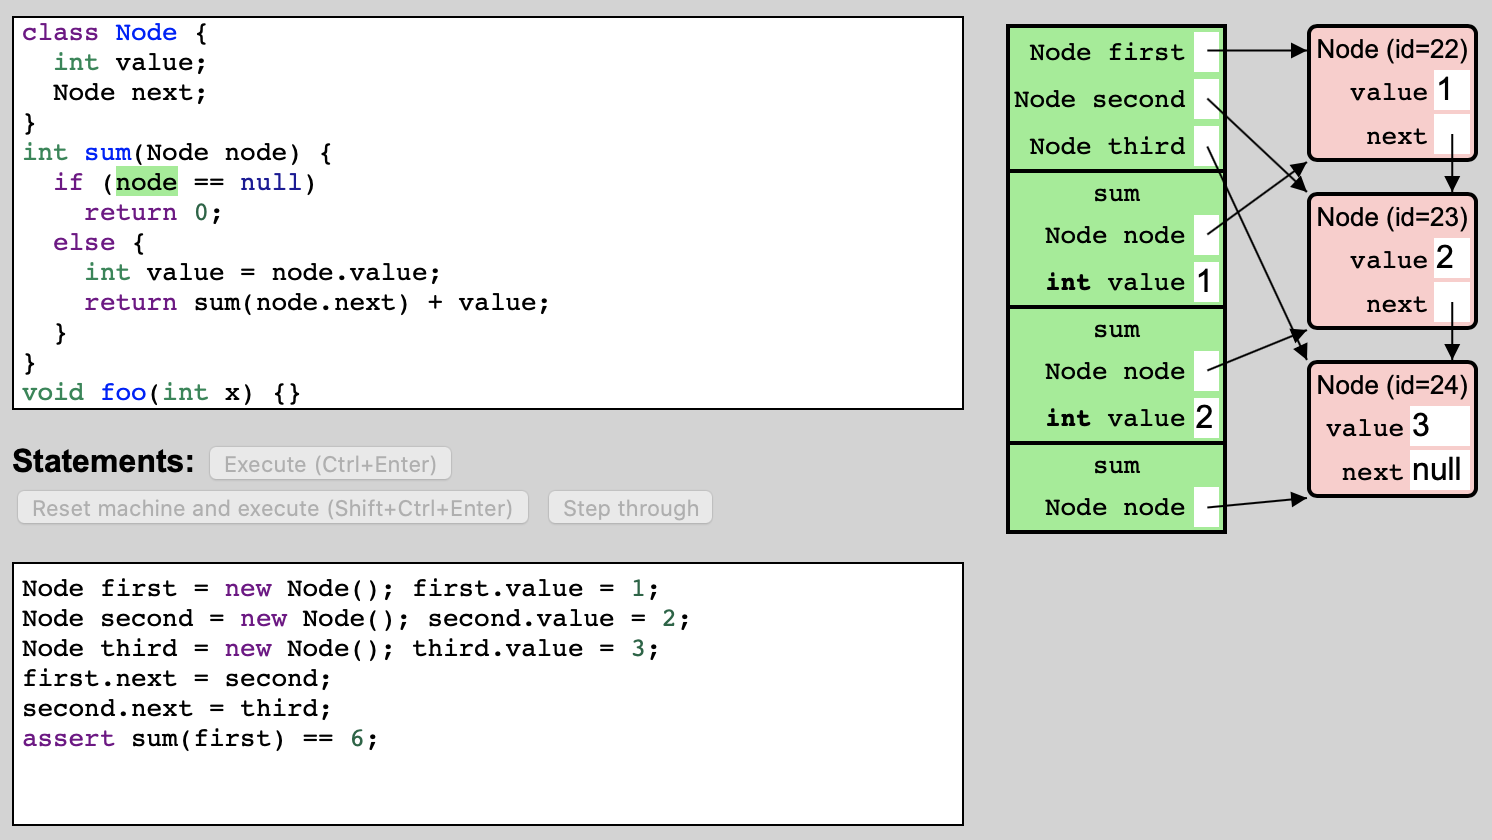 class Node {
  int value;
  Node next;
}
int sum(Node node) {
  if (node == null)
    return 0;
  else {
    int value = node.value;
    return sum(node.next) + value;
  }
}
void foo(int x) {}
Statements: Execute (Ctrl+Enter)
Reset machine and execute (Shift+Ctrl+Enter) Step through
Node first = new Node(); first.value = 1;
Node second = new Node(); second.value = 2;
Node third = new Node(); third.value = 3;
first.next = second;
second.next = third;
assert sum(first) == 6;
Node first
Node second
Node third
sum
Node node
int value 1
sum
Node node
int value 2
sum
Node node
Node (id=22)
value 1
next
Node (id=23)
value 2
next
Node (id=24)
value 3
next null